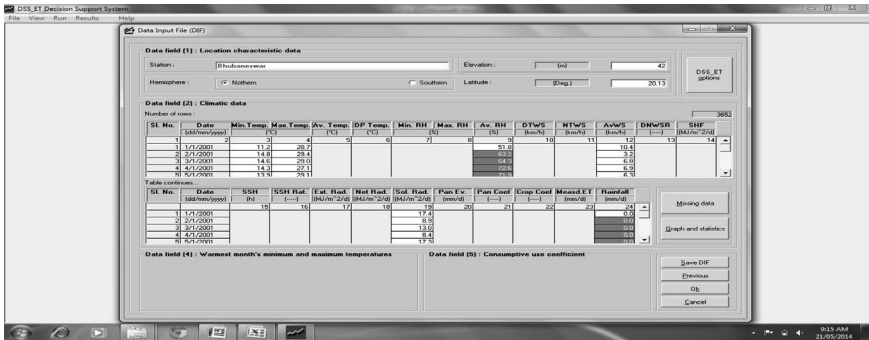 DSS_ET Decision Support System
File View Run Results Help
Data Input File (DIF)
Data field (1) : Location characteristic data
Station : Bhubaneswar Elevation : (m) 42
Hemisphere : Nothern Southern Latitude : (Deg.) 20.13
DSS_ET options
Data field (2) : Climatic data
Number of rows : 3652
Sl. No. Date Min.Temp. Max.Temp. Av. Temp. DP Temp. Min. RH Max. RH Av. RH DTWS NTWS AvWS DNWSR SHF
(dd/mm/yyyy) (°C) (°C) (°C) (%) (%) (km/h) (km/h) (km/h) (----) (MJ/m^2/d)
1 2 3 4 5 6 7 8 9 10 11 12 13 14
1 1/1/2001 11.2 28.7 51.8 10.4
2 2/1/2001 14.8 29.4 3.2
3 3/1/2001 14.6 29.0 6.8
4 4/1/2001 14.3 27.1 6.9
5 5/1/2001 13.9 29.1 6.3
Table continues...
Sl. No. Date SSH SSH Rat. Ext. Rad. Net Rad. Sol. Rad. Pan Ev. Pan Coef Crop Coef Measd.ET Rainfall
(dd/mm/yyyy) (h) (----) (MJ/m^2/d) (MJ/m^2/d) (MJ/m^2/d) (mm/d) (----) (----) (mm/d) (mm/d)
15 16 17 18 19 20 21 22 23 24
1 1/1/2001 17.4 0.0
2 2/1/2001 8.9 0.0
3 3/1/2001 13.0 0.0
4 4/1/2001 8.4 0.0
5 5/1/2001 17.3 0.0
Missing data
Graph and statistics
Data field (4) : Warmest month's minimum and maximum temperatures
Data field (5) : Consumptive use coefficient
Save DIF
Previous
Ok
Cancel
9:15 AM
21/05/2014